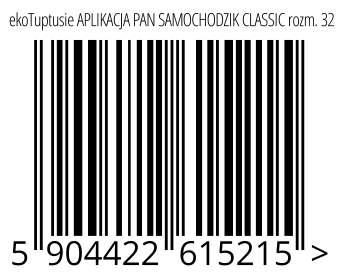 ekoTuptusie APLIKACJA PAN SAMOCHODZIK CLASSIC rozm. 32
5 904422 615215 >